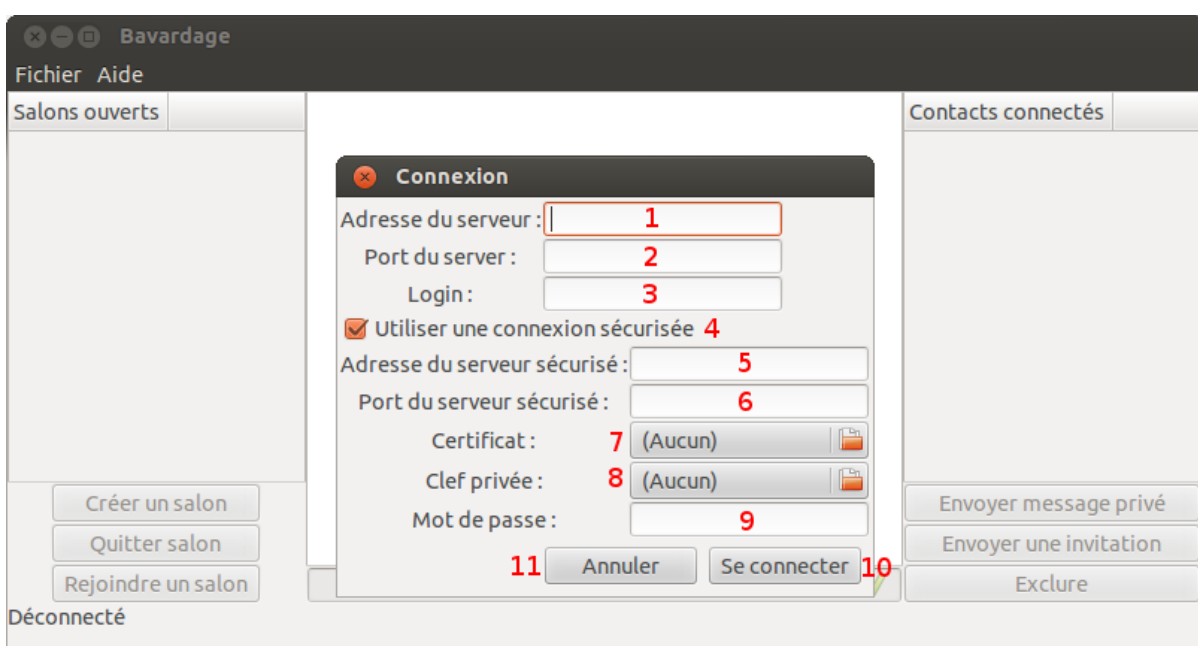 Bavardage
Fichier Aide
Salons ouverts
Contacts connectés
Connexion
Adresse du serveur : 1
Port du server : 2
Login : 3
Utiliser une connexion sécurisée 4
Adresse du serveur sécurisé : 5
Port du serveur sécurisé : 6
Certificat : 7 (Aucun)
Clef privée : 8 (Aucun)
Mot de passe : 9
11 Annuler Se connecter 10
Créer un salon
Quitter salon
Rejoindre un salon
Envoyer message privé
Envoyer une invitation
Exclure
Déconnecté